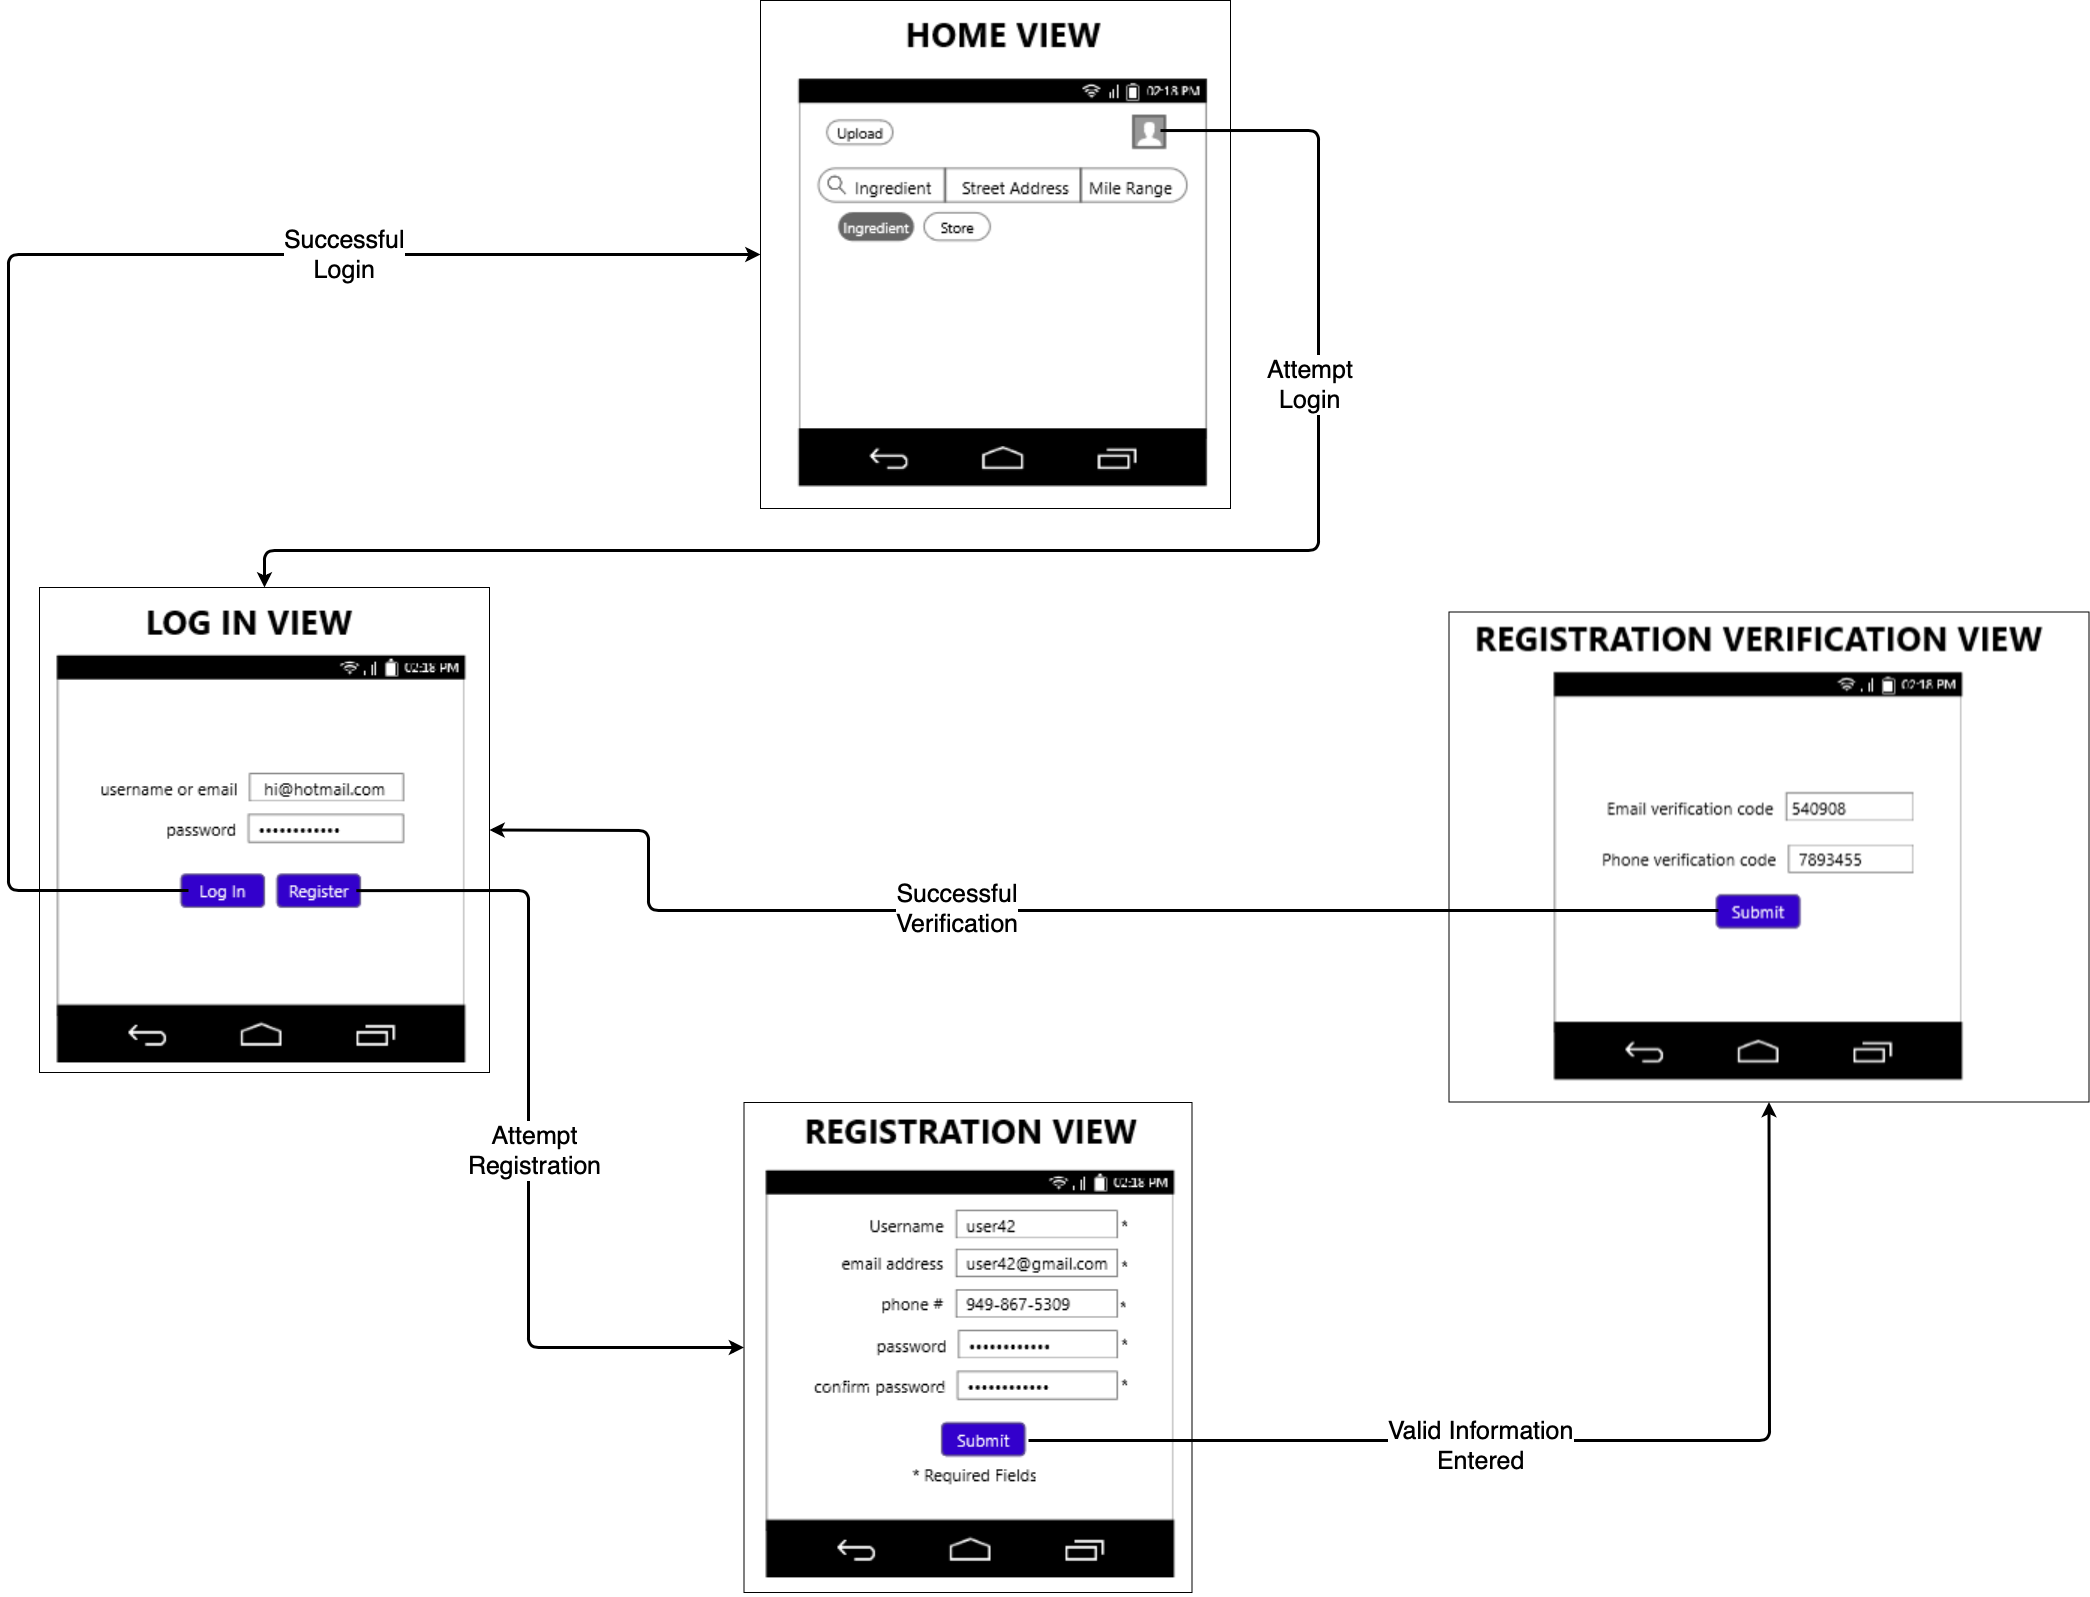 HOME VIEW
02:18 PM
Upload
Ingredient Street Address Mile Range
Ingredient Store
Successful
Login
Attempt
Login
LOG IN VIEW
02:18 PM
username or email hi@hotmail.com
password ••••••••••••
Log In Register
REGISTRATION VERIFICATION VIEW
02:18 PM
Email verification code 540908
Phone verification code 7893455
Submit
Successful
Verification
Attempt
Registration
REGISTRATION VIEW
02:18 PM
Username user42 *
email address user42@gmail.com *
phone # 949-867-5309 *
password •••••••••••• *
confirm password •••••••••••• *
Submit
* Required Fields
Valid Information
Entered